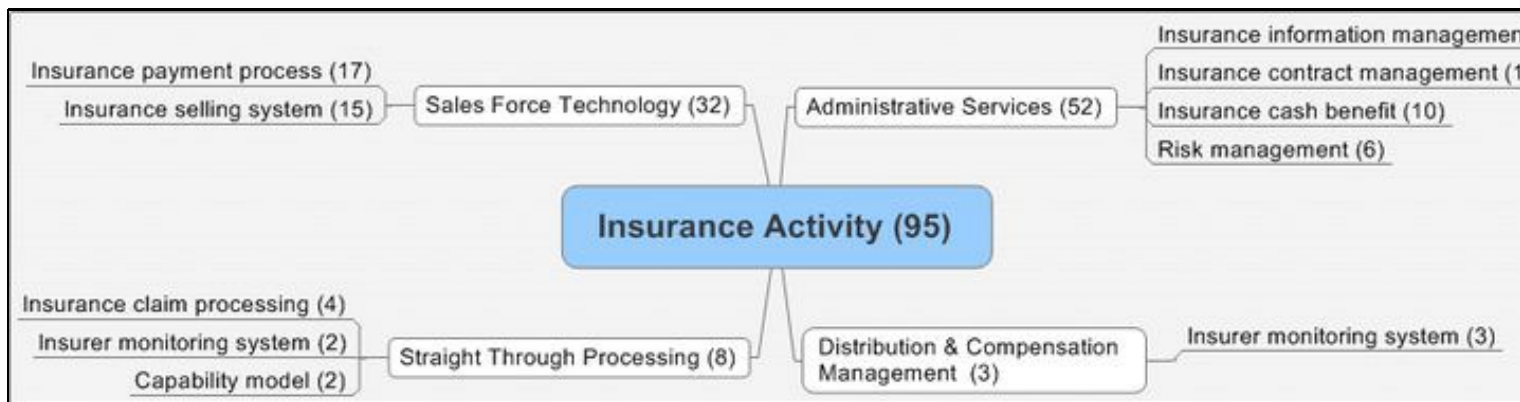 Insurance information managemen
Insurance payment process (17)
Insurance contract management (1
Insurance selling system (15)
Sales Force Technology (32)
Administrative Services (52)
Insurance cash benefit (10)
Risk management (6)
Insurance Activity (95)
Insurance claim processing (4)
Insurer monitoring system (2)
Straight Through Processing (8)
Capability model (2)
Distribution & Compensation
Management (3)
Insurer monitoring system (3)